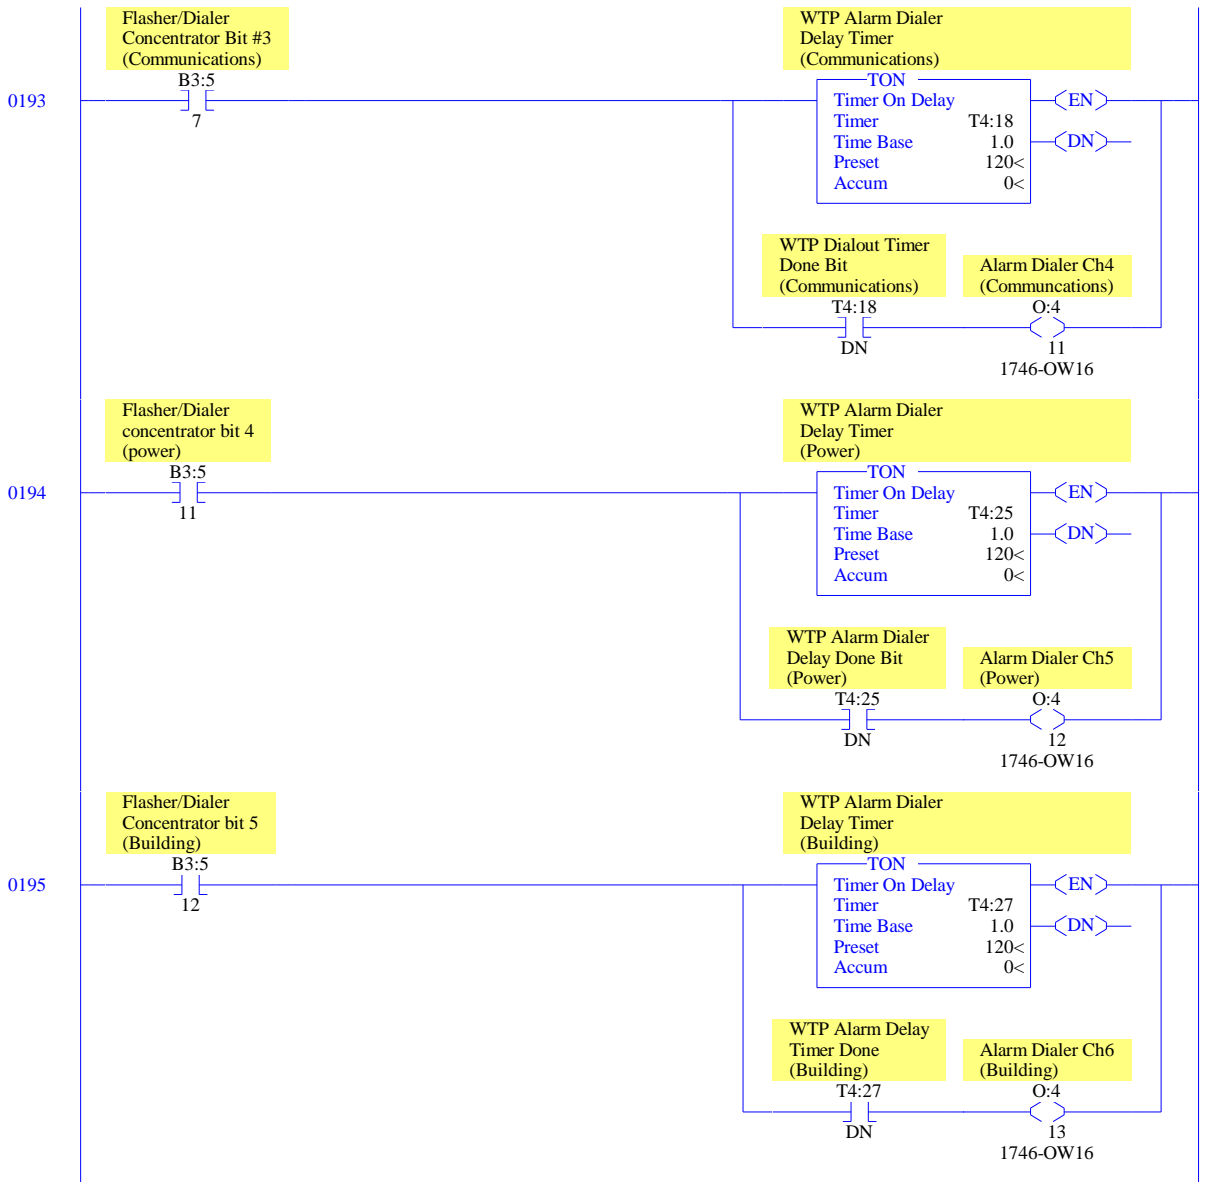 Flasher/Dialer
Concentrator Bit #3
(Communications)
B3:5
7
WTP Alarm Dialer
Delay Timer
(Communications)
0193
TON
Timer On Delay
EN
Timer T4:18
Time Base 1.0
DN
Preset 120<
Accum 0<
WTP Dialout Timer
Done Bit
(Communications)
T4:18
DN
Alarm Dialer Ch4
(Communcations)
O:4
11
1746-OW16
Flasher/Dialer
concentrator bit 4
(power)
B3:5
11
WTP Alarm Dialer
Delay Timer
(Power)
0194
TON
Timer On Delay
EN
Timer T4:25
Time Base 1.0
DN
Preset 120<
Accum 0<
WTP Alarm Dialer
Delay Done Bit
(Power)
T4:25
DN
Alarm Dialer Ch5
(Power)
O:4
12
1746-OW16
Flasher/Dialer
Concentrator bit 5
(Building)
B3:5
12
WTP Alarm Dialer
Delay Timer
(Building)
0195
TON
Timer On Delay
EN
Timer T4:27
Time Base 1.0
DN
Preset 120<
Accum 0<
WTP Alarm Delay
Timer Done
(Building)
T4:27
DN
Alarm Dialer Ch6
(Building)
O:4
13
1746-OW16